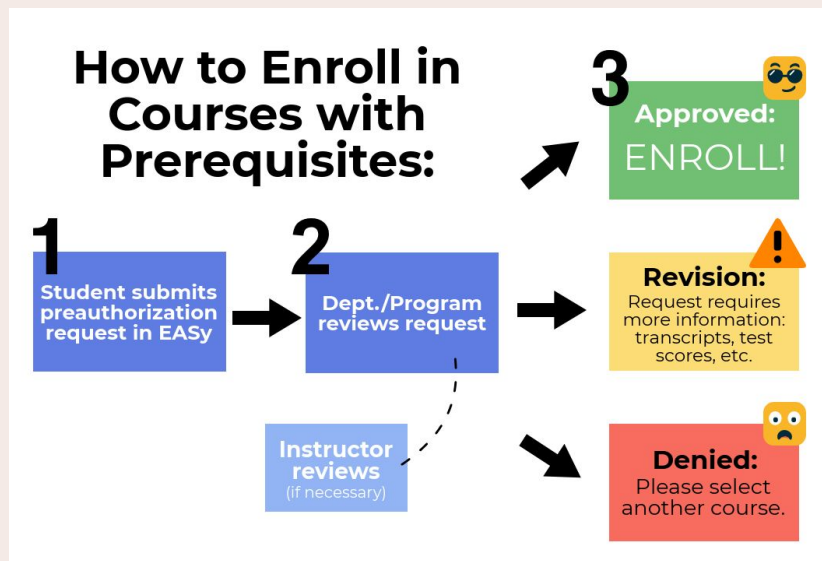 How to Enroll in
Courses with
Prerequisites:
1
Student submits
preauthorization
request in EASy
2
Dept./Program
reviews request
Instructor
reviews
(if necessary)
3
Approved:
ENROLL!
Revision:
Request requires
more information:
transcripts, test
scores, etc.
Denied:
Please select
another course.